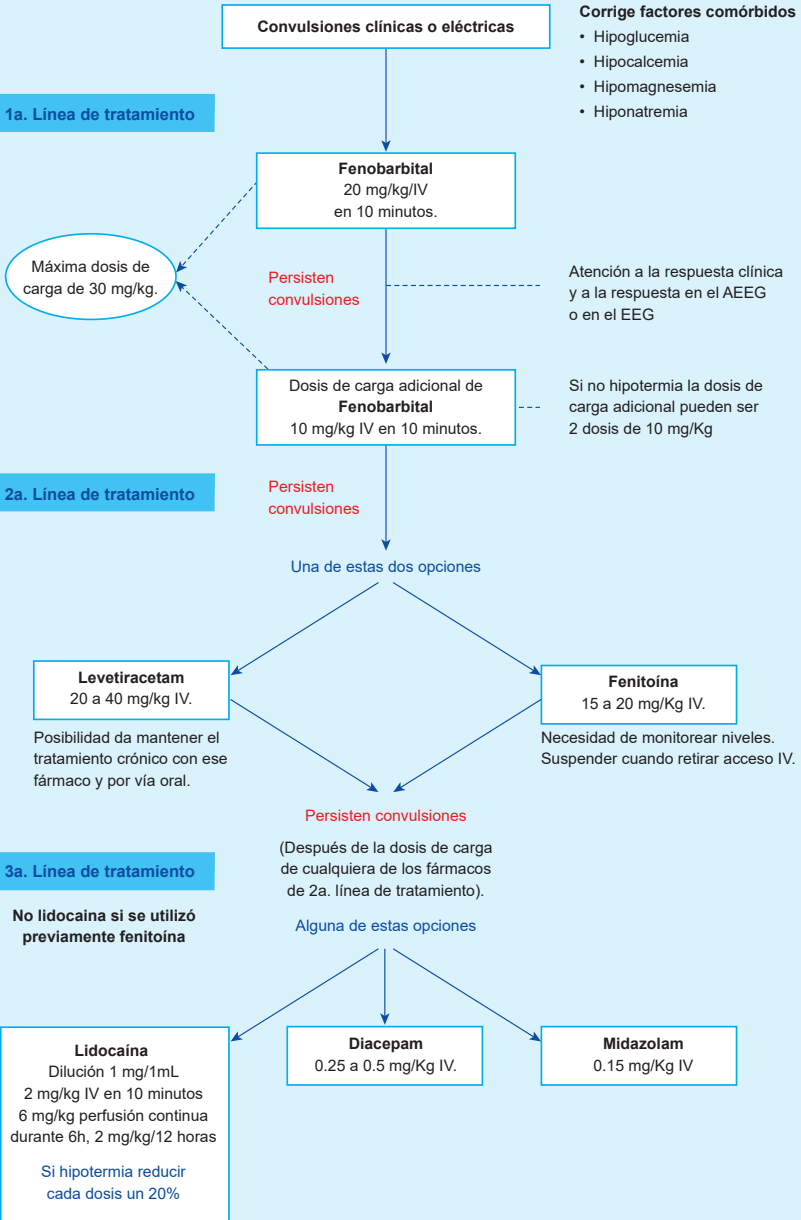 Convulsiones clínicas o eléctricas
Corrige factores comórbidos
• Hipoglucemia
• Hipocalcemia
• Hipomagnesemia
• Hiponatremia
1a. Línea de tratamiento
Fenobarbital
20 mg/kg/IV
en 10 minutos.
Máxima dosis de
carga de 30 mg/kg.
Persisten
convulsiones
Atención a la respuesta clínica
y a la respuesta en el AEEG
o en el EEG
Dosis de carga adicional de
Fenobarbital
10 mg/kg IV en 10 minutos.
Si no hipotermia la dosis de
carga adicional pueden ser
2 dosis de 10 mg/Kg
2a. Línea de tratamiento
Persisten
convulsiones
Una de estas dos opciones
Levetiracetam
20 a 40 mg/kg IV.
Posibilidad da mantener el
tratamiento crónico con ese
fármaco y por vía oral.
Fenitoína
15 a 20 mg/Kg IV.
Necesidad de monitorear niveles.
Suspender cuando retirar acceso IV.
Persisten convulsiones
(Después de la dosis de carga
de cualquiera de los fármacos
de 2a. línea de tratamiento).
3a. Línea de tratamiento
No lidocaina si se utilizó
previamente fenitoína
Alguna de estas opciones
Lidocaína
Dilución 1 mg/1mL
2 mg/kg IV en 10 minutos
6 mg/kg perfusión continua
durante 6h, 2 mg/kg/12 horas
Si hipotermia reducir
cada dosis un 20%
Diacepam
0.25 a 0.5 mg/Kg IV.
Midazolam
0.15 mg/Kg IV